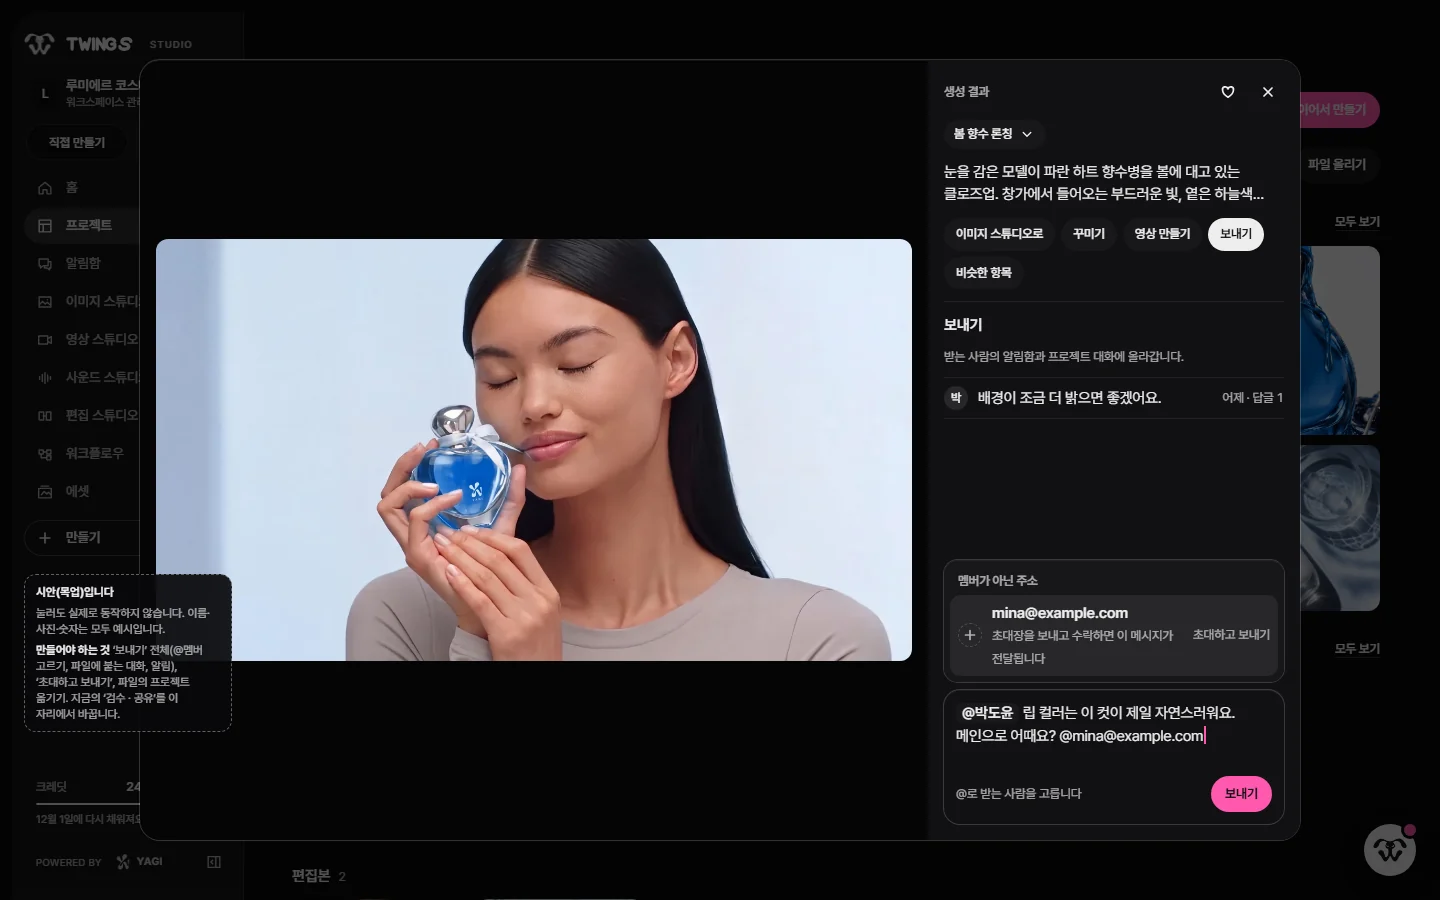 TWINGS STUDIO
L
루미에르 코스
워크스페이스 관
직접 만들기
홈
프로젝트
알림함
이미지 스튜디
영상 스튜디오
사운드 스튜디
편집 스튜디오
워크플로우
에셋
만들기
시안(목업)입니다
눌러도 실제로 동작하지 않습니다. 이름·
사진·숫자는 모두 예시입니다.
만들어야 하는 것 '보내기' 전체(@멤버
고르기, 파일에 붙는 대화, 알림),
'초대하고 보내기', 파일의 프로젝트
옮기기. 지금의 '검수 · 공유'를 이
자리에서 바꿉니다.
크레딧 24
12월 1일에 다시 채워져요
POWERED BY YAGI
생성 결과
봄 향수 론칭
눈을 감은 모델이 파란 하트 향수병을 볼에 대고 있는
클로즈업. 창가에서 들어오는 부드러운 빛, 옅은 하늘색...
이미지 스튜디오로
꾸미기
영상 만들기
보내기
비슷한 항목
보내기
받는 사람의 알림함과 프로젝트 대화에 올라갑니다.
박 배경이 조금 더 밝으면 좋겠어요. 어제 · 답글 1
멤버가 아닌 주소
mina@example.com
초대장을 보내고 수락하면 이 메시지가
전달됩니다
초대하고 보내기
@박도윤 립 컬러는 이 컷이 제일 자연스러워요.
메인으로 어때요? @mina@example.com
@로 받는 사람을 고릅니다
보내기
이어서 만들기
파일 올리기
모두 보기
모두 보기
편집본 2